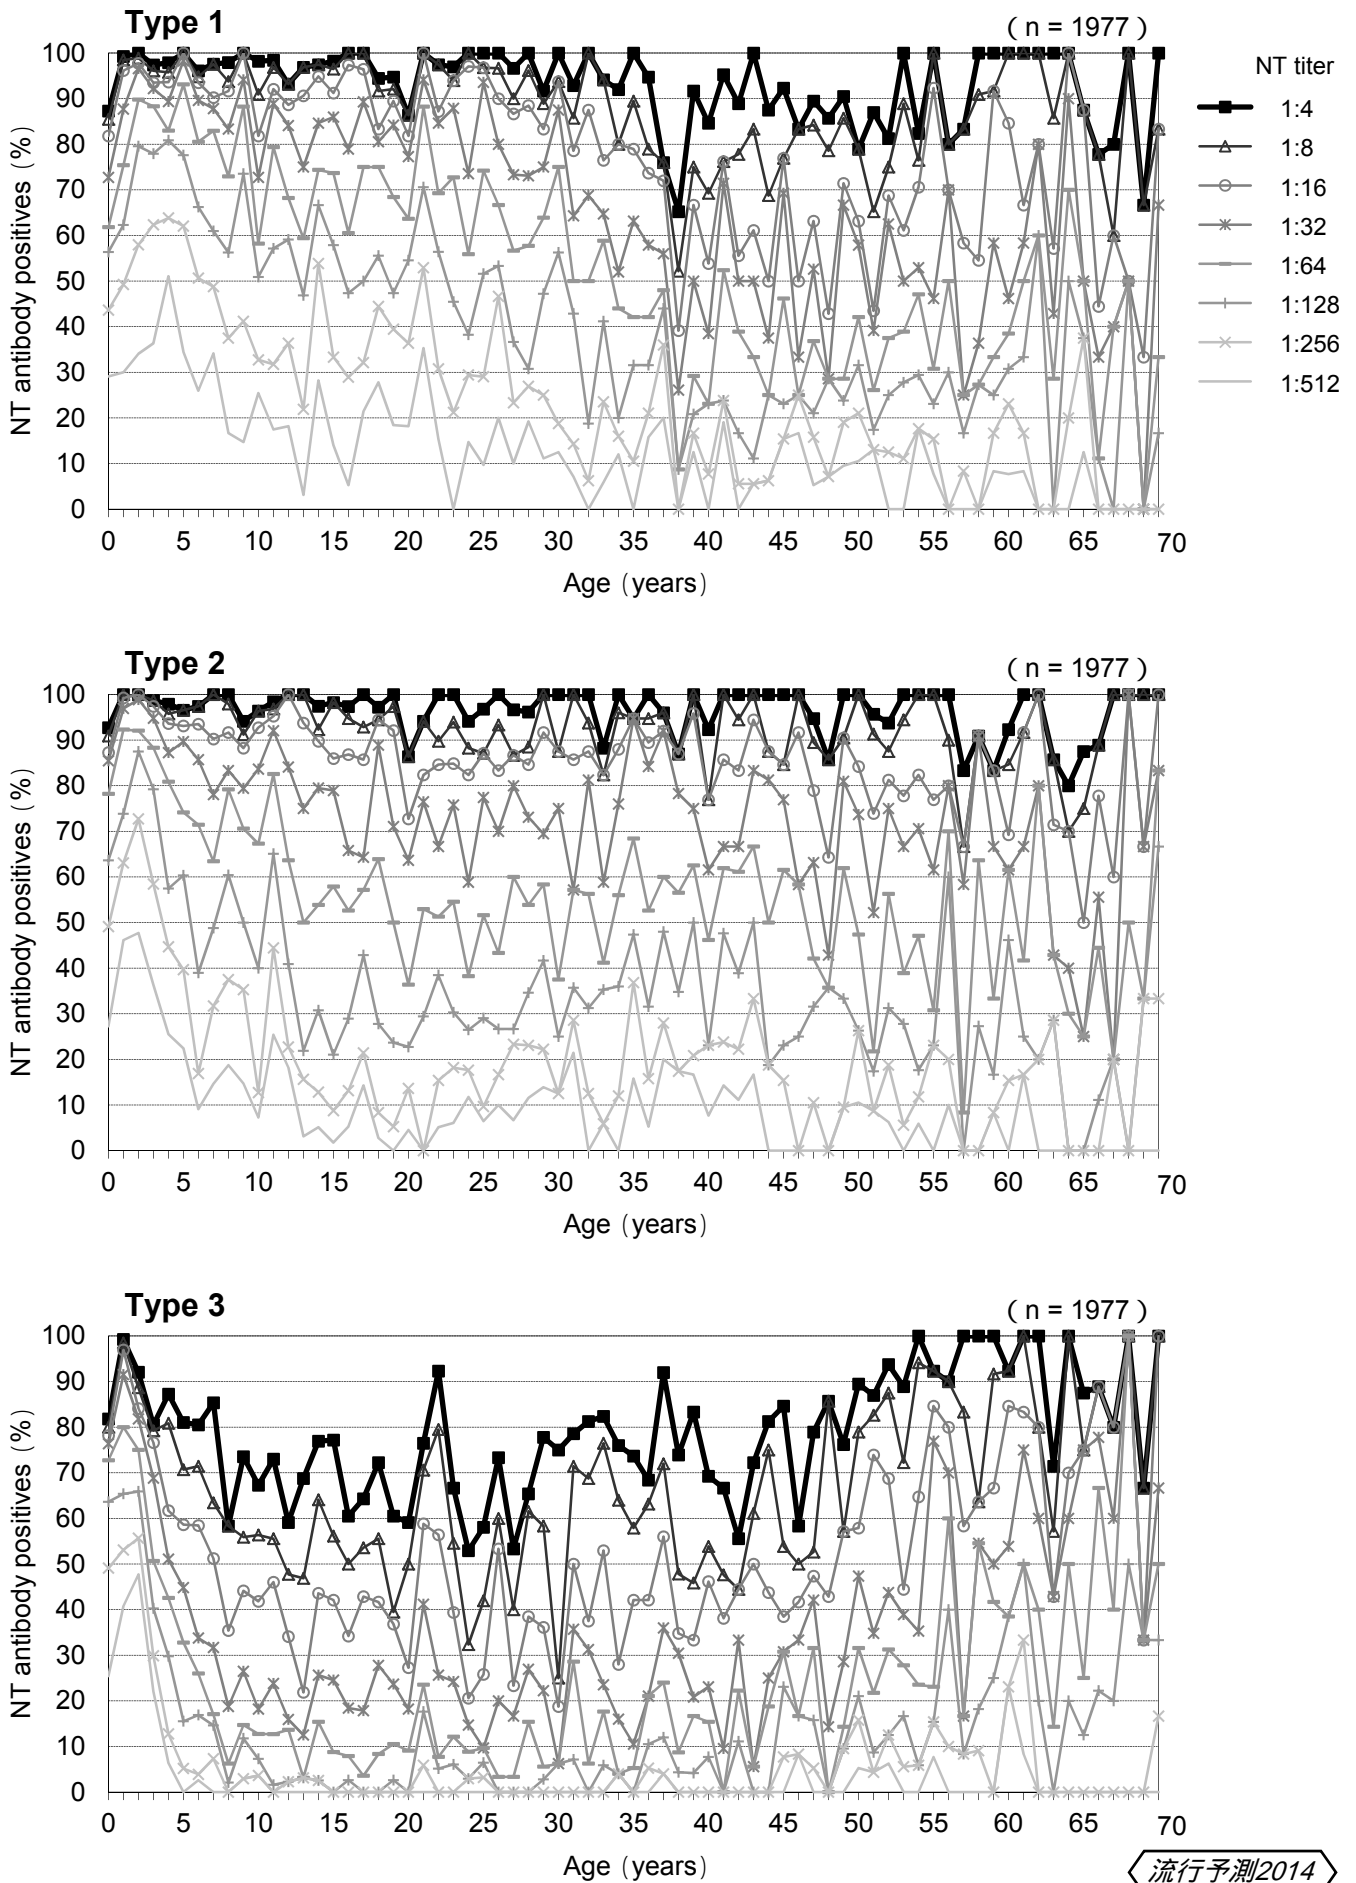 Type 1
( n = 1977 )
NT antibody positives (%)
100
90
80
70
60
50
40
30
20
10
0
0 5 10 15 20 25 30 35 40 45 50 55 60 65 70
Age (years)
NT titer
1:4
1:8
1:16
1:32
1:64
1:128
1:256
1:512
Type 2
( n = 1977 )
NT antibody positives (%)
100
90
80
70
60
50
40
30
20
10
0
0 5 10 15 20 25 30 35 40 45 50 55 60 65 70
Age (years)
Type 3
( n = 1977 )
NT antibody positives (%)
100
90
80
70
60
50
40
30
20
10
0
0 5 10 15 20 25 30 35 40 45 50 55 60 65 70
Age (years)
流行予測2014